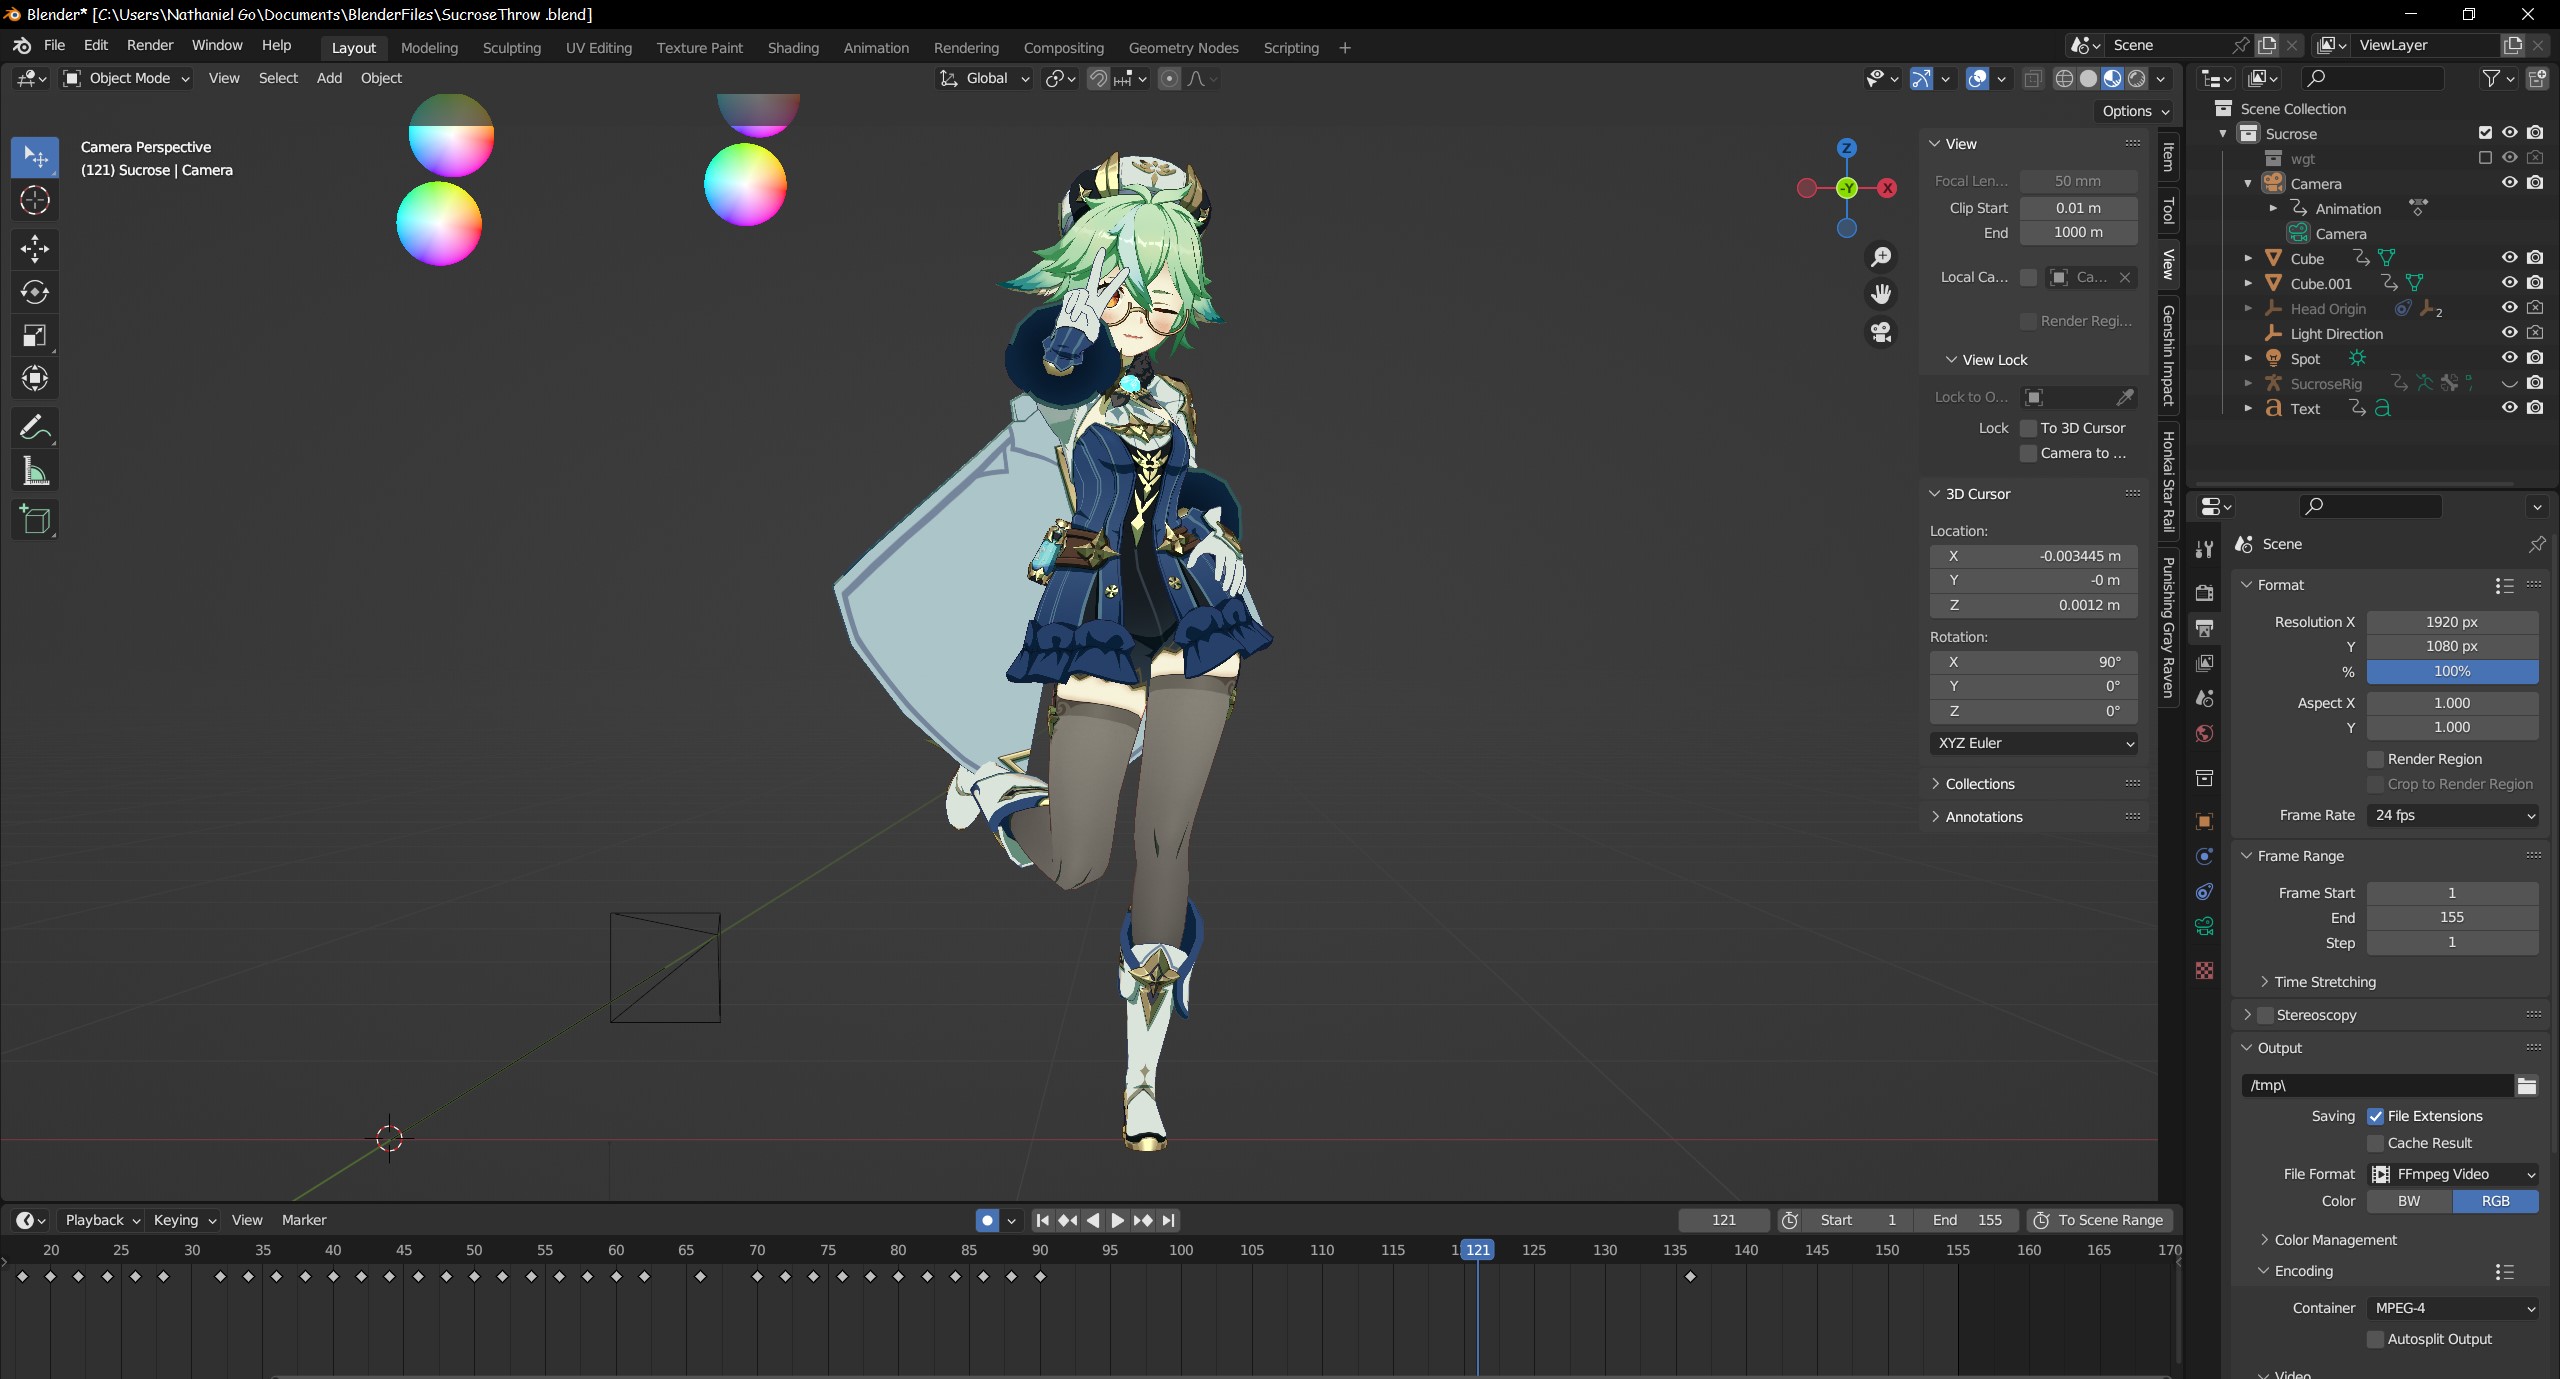 Blender* [C:\Users\Nathaniel Go\Documents\BlenderFiles\SucroseThrow .blend]
File Edit Render Window Help Layout Modeling Sculpting UV Editing Texture Paint Shading Animation Rendering Compositing Geometry Nodes Scripting + Scene ViewLayer
Object Mode View Select Add Object Global
Options
Camera Perspective
(121) Sucrose | Camera
Z
-Y
X
View
Focal Len... 50 mm
Clip Start 0.01 m
End 1000 m
Local Ca... Ca...
Render Regi...
View Lock
Lock to O...
Lock To 3D Cursor
Camera to ...
3D Cursor
Location:
X -0.003445 m
Y -0 m
Z 0.0012 m
Rotation:
X 90°
Y 0°
Z 0°
XYZ Euler
Collections
Annotations
Item
Tool
View
Genshin Impact
Honkai Star Rail
Punishing Gray Raven
Scene Collection
Sucrose
wgt
Camera
Animation
Camera
Cube
Cube.001
Head Origin 2
Light Direction
Spot
SucroseRig
Text
Scene
Format
Resolution X 1920 px
Y 1080 px
% 100%
Aspect X 1.000
Y 1.000
Render Region
Crop to Render Region
Frame Rate 24 fps
Frame Range
Frame Start 1
End 155
Step 1
Time Stretching
Stereoscopy
Output
/tmp\
Saving File Extensions
Cache Result
File Format FFmpeg Video
Color BW RGB
Color Management
Encoding
Container MPEG-4
Autosplit Output
Video
Playback Keying View Marker 121 Start 1 End 155 To Scene Range
20 25 30 35 40 45 50 55 60 65 70 75 80 85 90 95 100 105 110 115 121 125 130 135 140 145 150 155 160 165 170